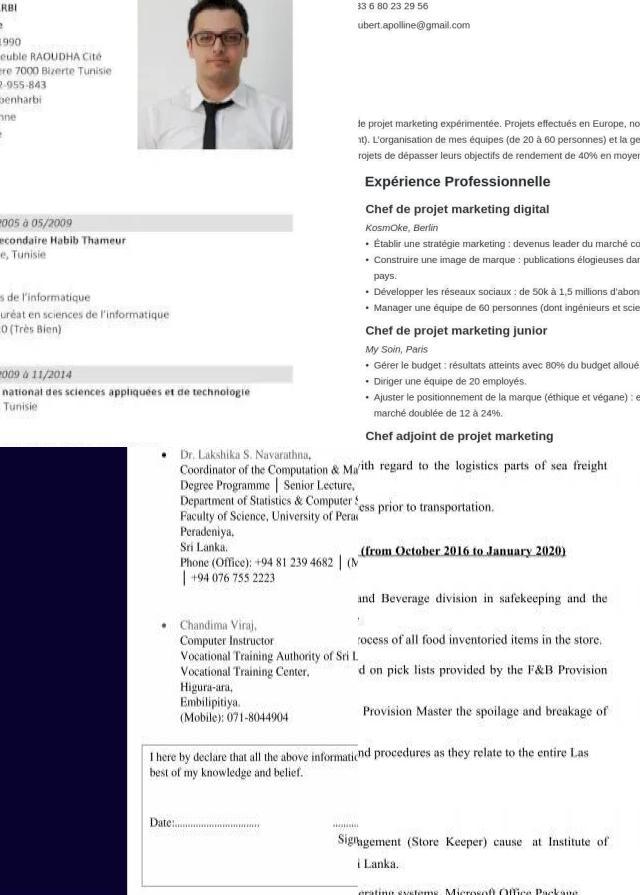 RBI
e
1990
euble RAOUDHA Cité
ere 7000 Bizerte Tunisie
2-955-843
benharbi
nne
e
2005 à 05/2009
econdaire Habib Thameur
e, Tunisie
s de l'informatique
uréat en sciences de l'informatique
0 (Très Bien)
2009 à 11/2014
national des sciences appliquées et de technologie
Tunisie
33 6 80 23 29 56
ubert.apolline@gmail.com
de projet marketing expérimentée. Projets effectués en Europe, no
nt). L'organisation de mes équipes (de 20 à 60 personnes) et la ge
rojets de dépasser leurs objectifs de rendement de 40% en moyen
Expérience Professionnelle
Chef de projet marketing digital
KosmOke, Berlin
• Établir une stratégie marketing : devenus leader du marché co
• Construire une image de marque : publications élogieuses dan
pays.
• Développer les réseaux sociaux : de 50k à 1,5 millions d'abon
• Manager une équipe de 60 personnes (dont ingénieurs et scie
Chef de projet marketing junior
My Soin, Paris
• Gérer le budget : résultats atteints avec 80% du budget alloué
• Diriger une équipe de 20 employés.
• Ajuster le positionnement de la marque (éthique et végane) : e
marché doublée de 12 à 24%.
Chef adjoint de projet marketing
• Dr. Lakshika S. Navarathna,
Coordinator of the Computation & Ma
Degree Programme | Senior Lecture,
Department of Statistics & Computer S
Faculty of Science, University of Perad
Peradeniya,
Sri Lanka.
Phone (Office): +94 81 239 4682 | (M
| +94 076 755 2223
• Chandima Viraj,
Computer Instructor
Vocational Training Authority of Sri L
Vocational Training Center,
Higura-ara,
Embilipitiya.
(Mobile): 071-8044904
I here by declare that all the above informatio
best of my knowledge and belief.
Date:..............................
Sign
with regard to the logistics parts of sea freight
ess prior to transportation.
(from October 2016 to January 2020)
and Beverage division in safekeeping and the
rocess of all food inventoried items in the store.
d on pick lists provided by the F&B Provision
Provision Master the spoilage and breakage of
nd procedures as they relate to the entire Las
agement (Store Keeper) cause at Institute of
i Lanka.
erating systems, Microsoft Office Package